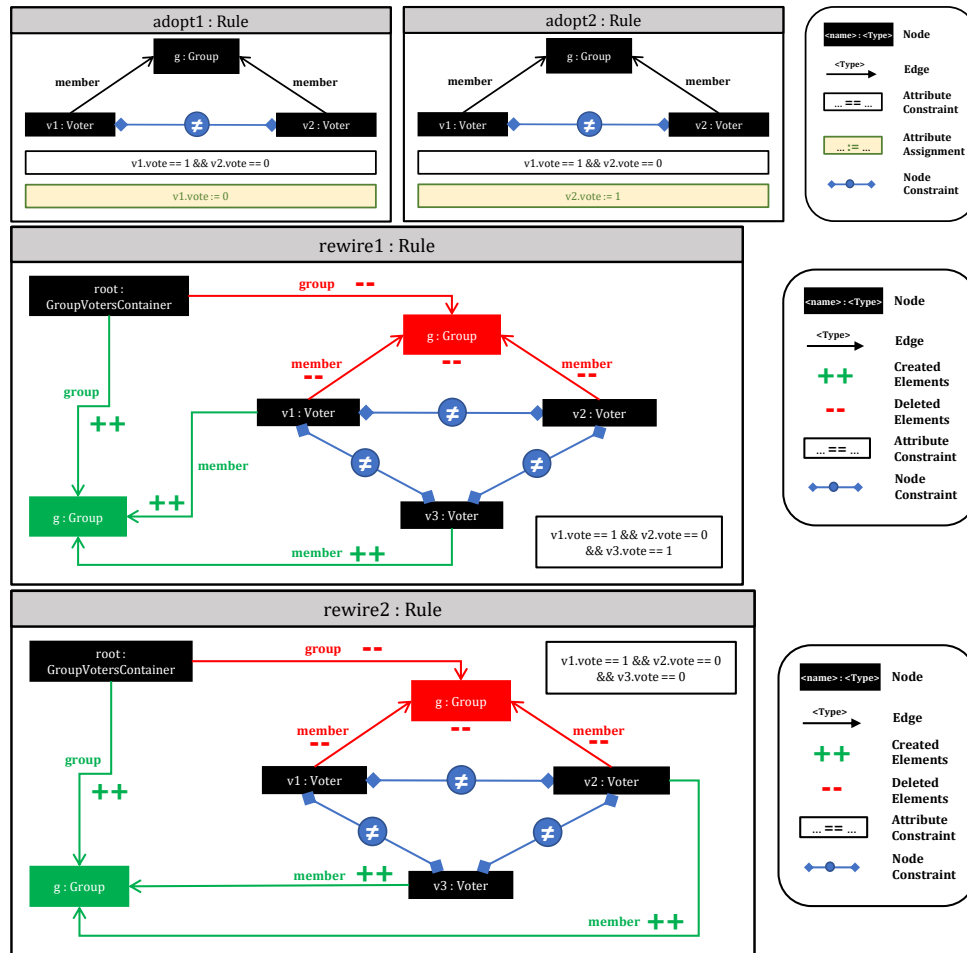 adopt1 : Rule
g : Group
member
member
v1 : Voter
≠
v2 : Voter
v1.vote == 1 && v2.vote == 0
v1.vote := 0
adopt2 : Rule
g : Group
member
member
v1 : Voter
≠
v2 : Voter
v1.vote == 1 && v2.vote == 0
v2.vote := 1
<name> : <Type>
Node
<Type>
Edge
... == ...
Attribute
Constraint
... := ...
Attribute
Assignment
Node
Constraint
rewire1 : Rule
root :
GroupVotersContainer
group --
g : Group
--
member
--
member
--
group
++
v1 : Voter
≠
v2 : Voter
member
≠
≠
++
g : Group
v3 : Voter
member ++
v1.vote == 1 && v2.vote == 0
&& v3.vote == 1
<name> : <Type>
Node
<Type>
Edge
++
Created
Elements
--
Deleted
Elements
... == ...
Attribute
Constraint
Node
Constraint
rewire2 : Rule
root :
GroupVotersContainer
group --
v1.vote == 1 && v2.vote == 0
&& v3.vote == 0
g : Group
--
member
--
member
--
group
++
v1 : Voter
≠
v2 : Voter
≠
≠
g : Group
member ++
v3 : Voter
member ++
<name> : <Type>
Node
<Type>
Edge
++
Created
Elements
--
Deleted
Elements
... == ...
Attribute
Constraint
Node
Constraint